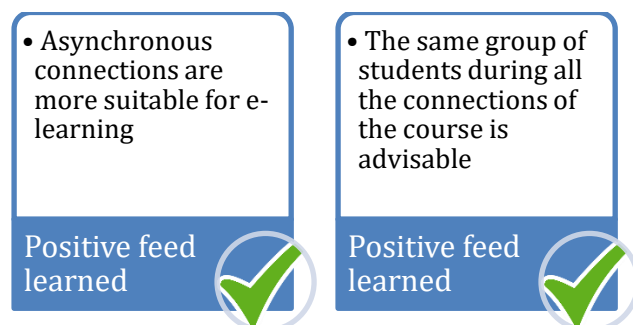 • Asynchronous
connections are
more suitable for e-
learning
Positive feed
learned
• The same group of
students during all
the connections of
the course is
advisable
Positive feed
learned